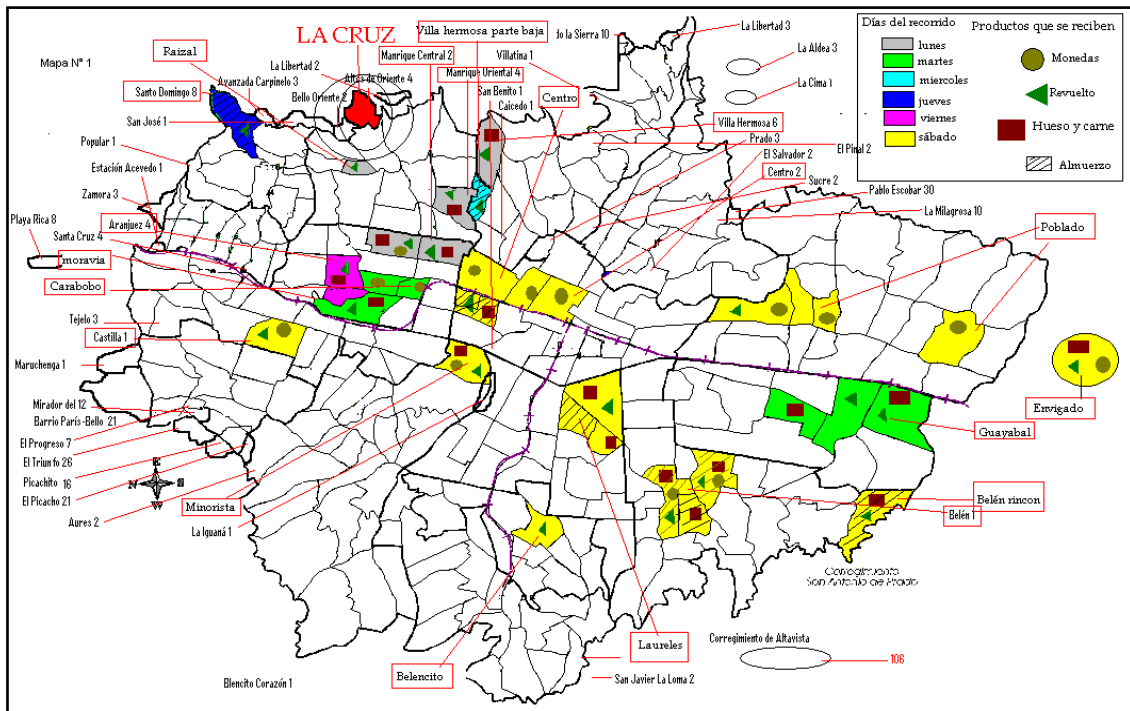 Mapa Nº 1
LA CRUZ
Villa hermosa parte baja
do la Sierra 10
La Libertad 3
Raizal
Manrique Central 2
Villatina 1
La Aldea 3
Avanzada Carpinelo 3
La Libertad 2
Altos de Oriente 4
Manrique Oriental 4
Santo Domingo 8
Bello Oriente 2
San Benito 1
Centro
La Cima 1
San José 1
Caicedo 1
Villa Hermosa 6
Popular 1
Prado 3
El Pinal 2
Estación Acevedo 1
El Salvador 2
Centro 2
Zamora 3
Sucre 2
Pablo Escobar 30
Playa Rica 8
Aranjuez 4
La Milagrosa 10
Santa Cruz 4
Poblado
moravia
Carabobo
Tejelo 3
Castilla 1
Maruchenga 1
Envigado
Mirador del 12
Barrio París-Bello 21
Guayabal
El Progreso 7
El Triunfo 26
Picachito 16
E
N
S
W
El Picacho 21
Minorista
Belén rincon
Aures 2
Belén 1
La Iguaná 1
Corregimiento
San Antonio de Prado
Laureles
Corregimiento de Altavista
106
Belencito
Blencito Corazón 1
San Javier La Loma 2
Días del recorrido
lunes
martes
miercoles
jueves
viernes
sábado
Productos que se reciben
Monedas
Revuelto
Hueso y carne
Almuerzo